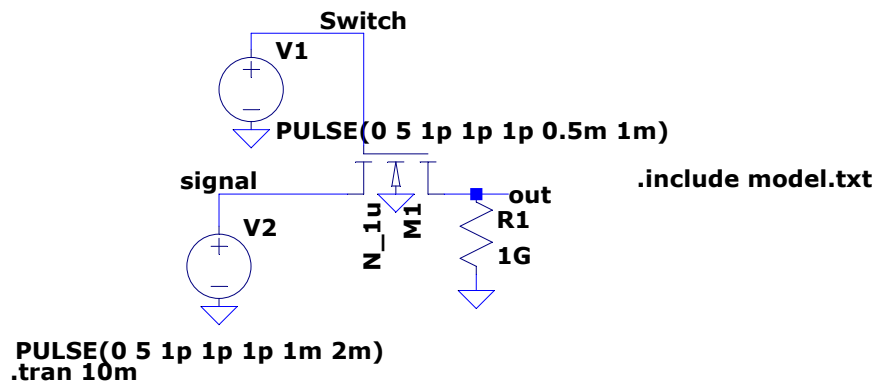 Switch
V1
PULSE(0 5 1p 1p 1p 0.5m 1m)
signal
out
.include model.txt
N_1u
M1
R1
V2
1G
PULSE(0 5 1p 1p 1p 1m 2m)
.tran 10m